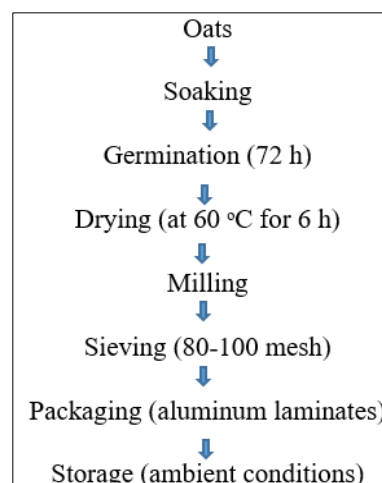 Oats
Soaking
Germination (72 h)
Drying (at 60 °C for 6 h)
Milling
Sieving (80-100 mesh)
Packaging (aluminum laminates)
Storage (ambient conditions)